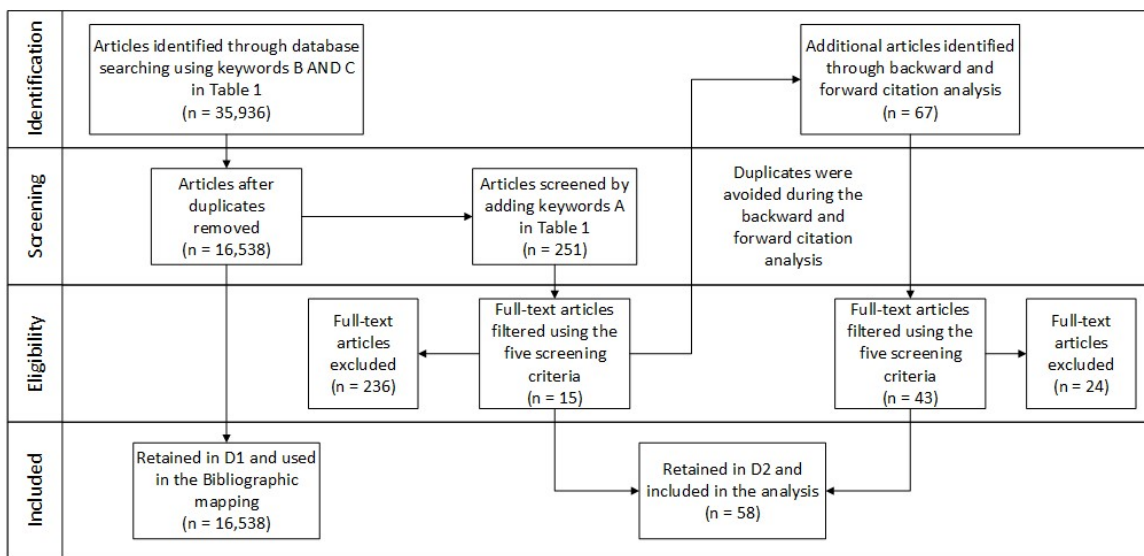 Identification
Articles identified through database
searching using keywords B AND C
in Table 1
(n = 35,936)
Additional articles identified
through backward and
forward citation analysis
(n = 67)
Screening
Articles after
duplicates
removed
(n = 16,538)
Articles screened by
adding keywords A
in Table 1
(n = 251)
Duplicates were
avoided during the
backward and
forward citation
analysis
Eligibility
Full-text
articles
excluded
(n = 236)
Full-text articles
filtered using the
five screening
criteria
(n = 15)
Full-text articles
filtered using the
five screening
criteria
(n = 43)
Full-text
articles
excluded
(n = 24)
Included
Retained in D1 and used
in the Bibliographic
mapping
(n = 16,538)
Retained in D2 and
included in the analysis
(n = 58)